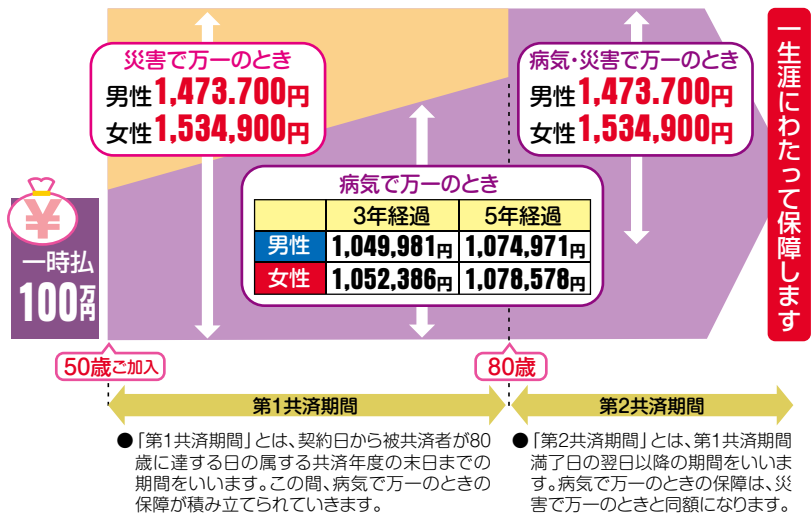 災害で万一のとき
男性1,473.700円
女性1,534,900円
病気・災害で万一のとき
男性1,473.700円
女性1,534,900円
一生涯にわたって保障します
病気で万一のとき
3年経過 5年経過
男性 1,049,981円 1,074,971円
女性 1,052,386円 1,078,578円
¥
一時払
100万円
50歳ご加入
80歳
第1共済期間
第2共済期間
●「第1共済期間」とは、契約日から被共済者が80
歳に達する日の属する共済年度の末日までの
期間をいいます。この間、病気で万一のときの
保障が積み立てられていきます。
●「第2共済期間」とは、第1共済期間
満了日の翌日以降の期間をいいま
す。病気で万一のときの保障は、災
害で万一のときと同額になります。